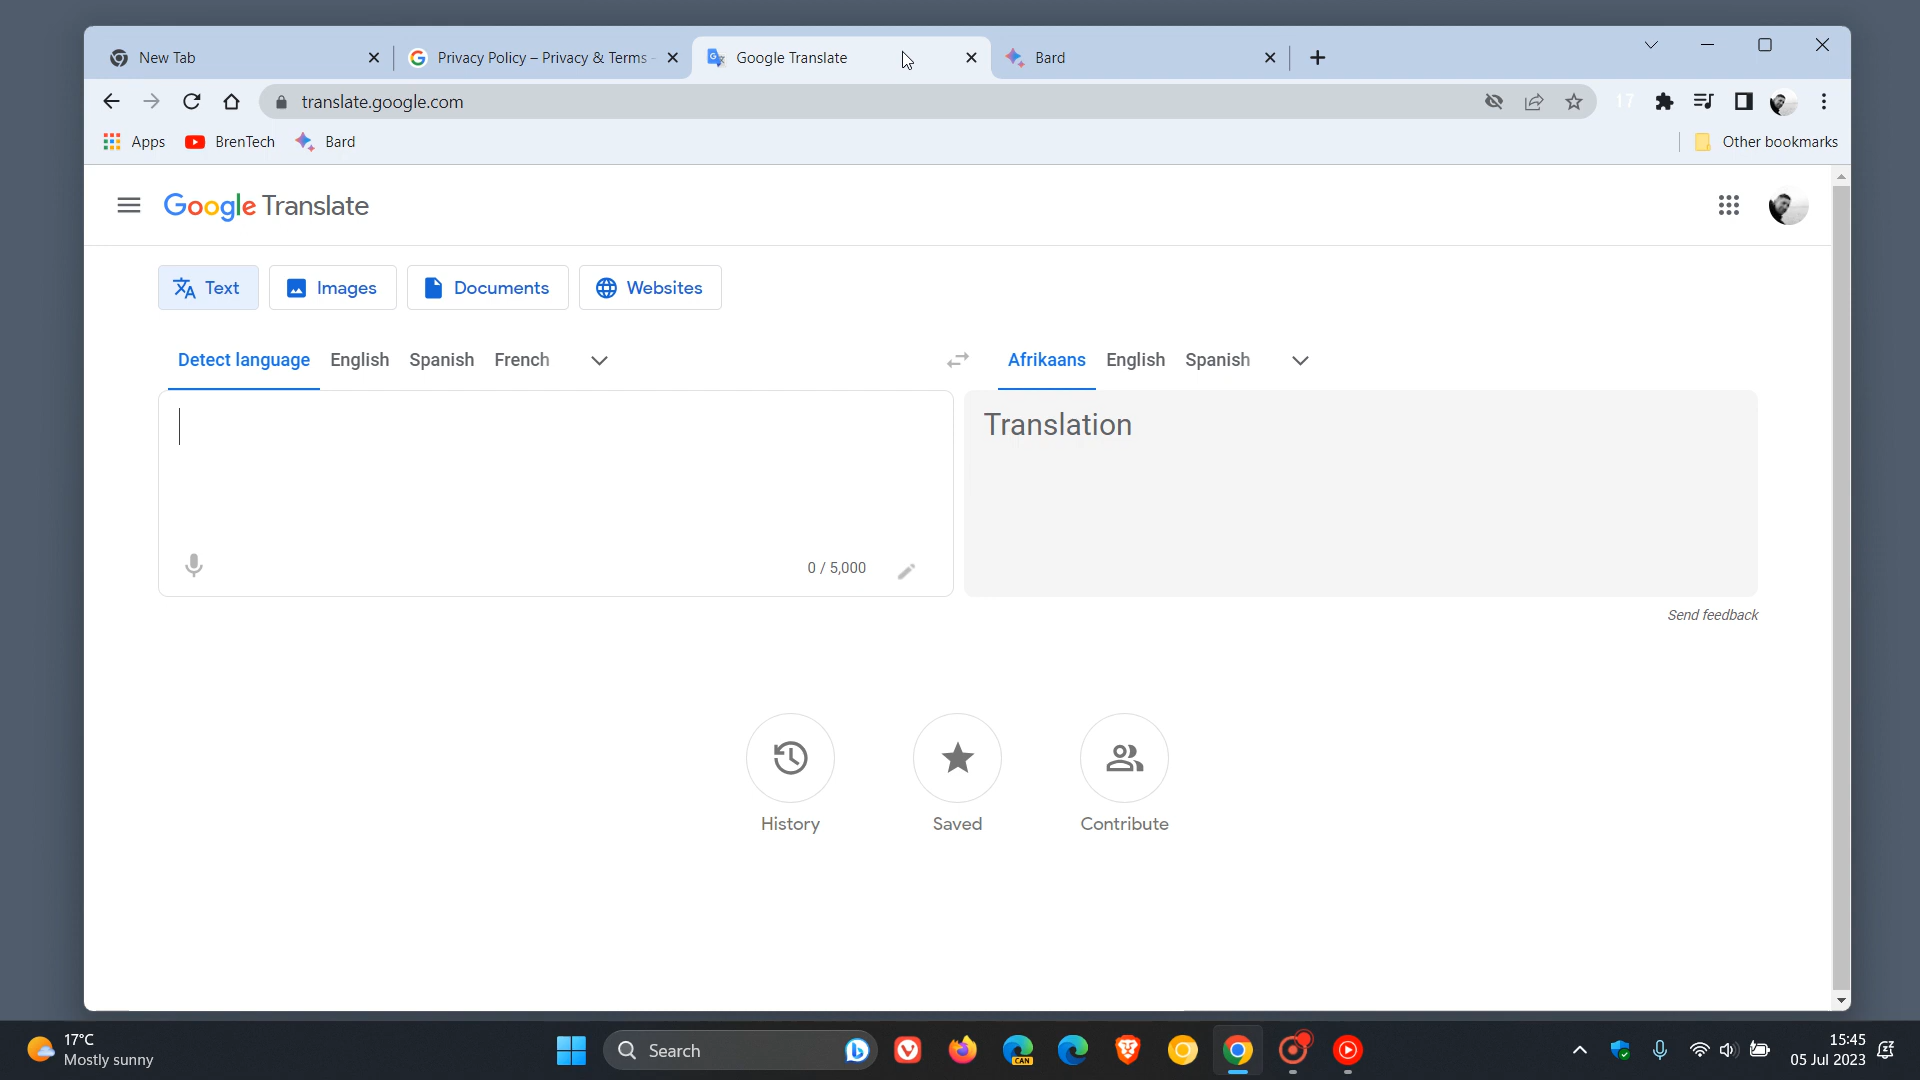 New Tab
Privacy Policy – Privacy & Terms -
Google Translate
Bard
translate.google.com
17
Apps
BrenTech
Bard
Other bookmarks
Google Translate
Text
Images
Documents
Websites
Detect language English Spanish French
Afrikaans English Spanish
Translation
0 / 5,000
Send feedback
History
Saved
Contribute
17°C
Mostly sunny
Search
CAN
15:45
05 Jul 2023